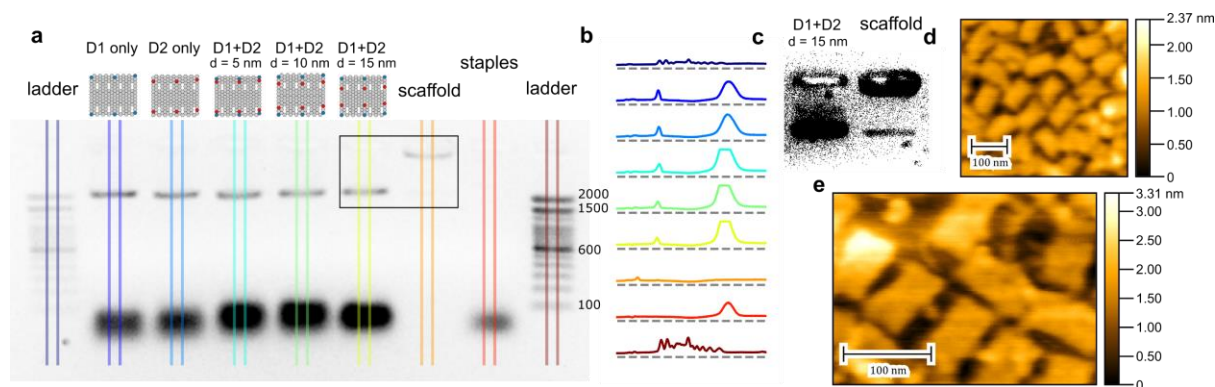 a
D1 only
D2 only
D1+D2
d = 5 nm
D1+D2
d = 10 nm
D1+D2
d = 15 nm
ladder
scaffold
staples
ladder
2000
1500
600
100
b
c
D1+D2
d = 15 nm
scaffold
d
100 nm
2.37 nm
2.00
1.50
1.00
0.50
0
e
100 nm
3.31 nm
3.00
2.50
2.00
1.50
1.00
0.50
0